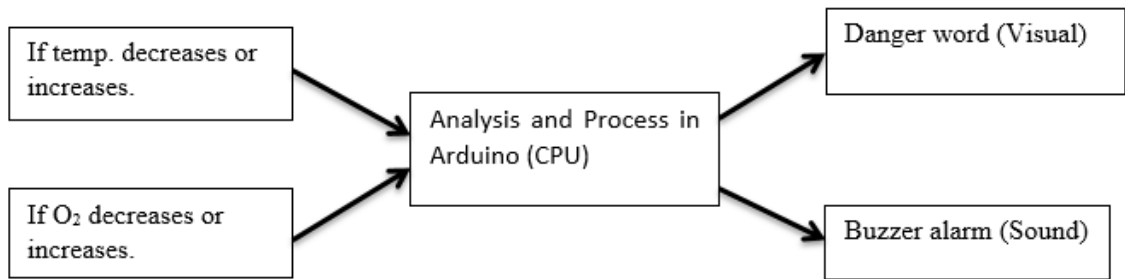 If temp. decreases or
increases.
If O₂ decreases or
increases.
Analysis and Process in
Arduino (CPU)
Danger word (Visual)
Buzzer alarm (Sound)